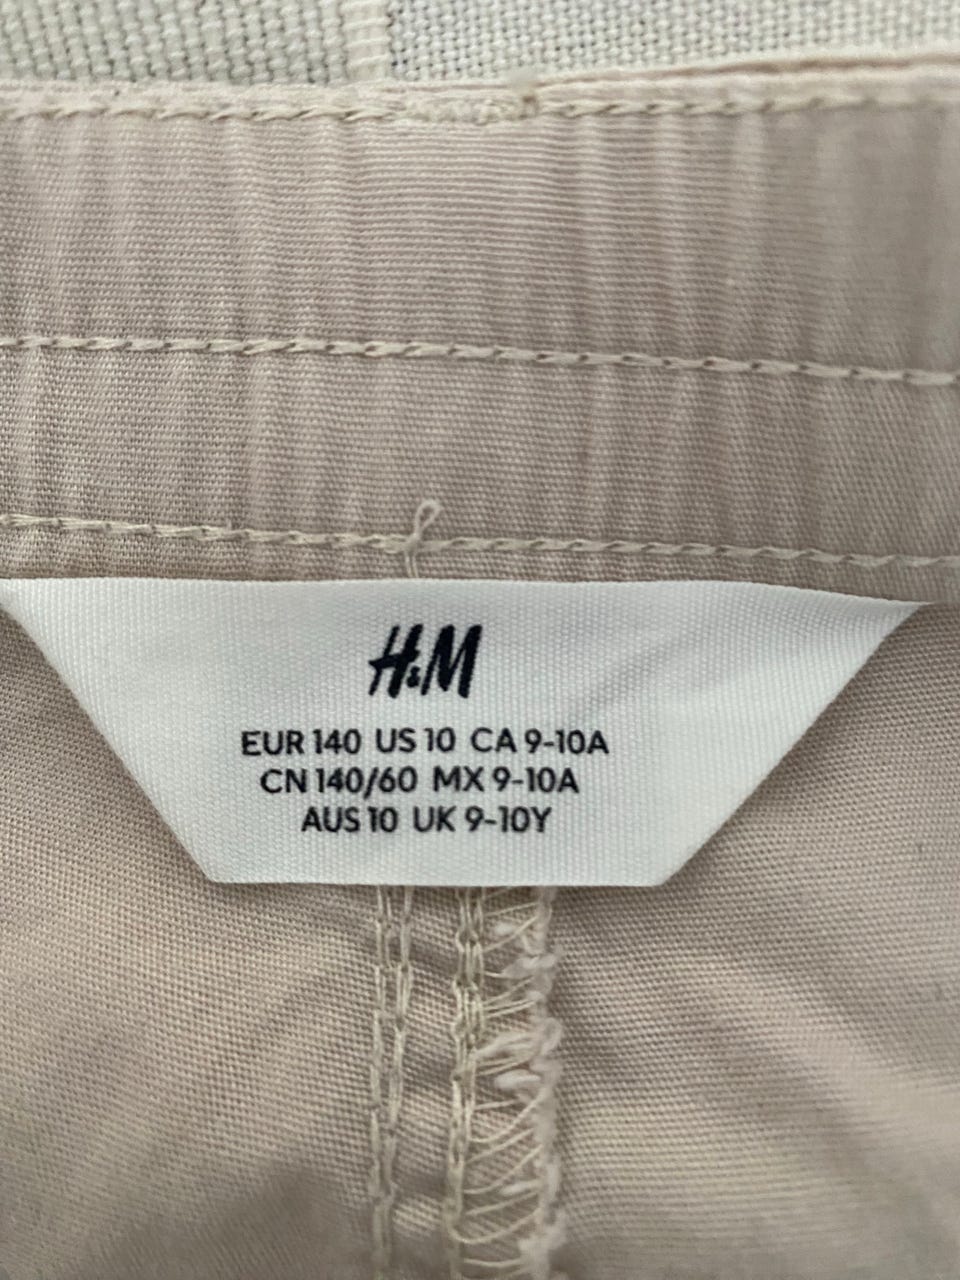 H&M
EUR 140 US 10 CA 9-10A
CN 140/60 MX 9-10A
AUS 10 UK 9-10Y